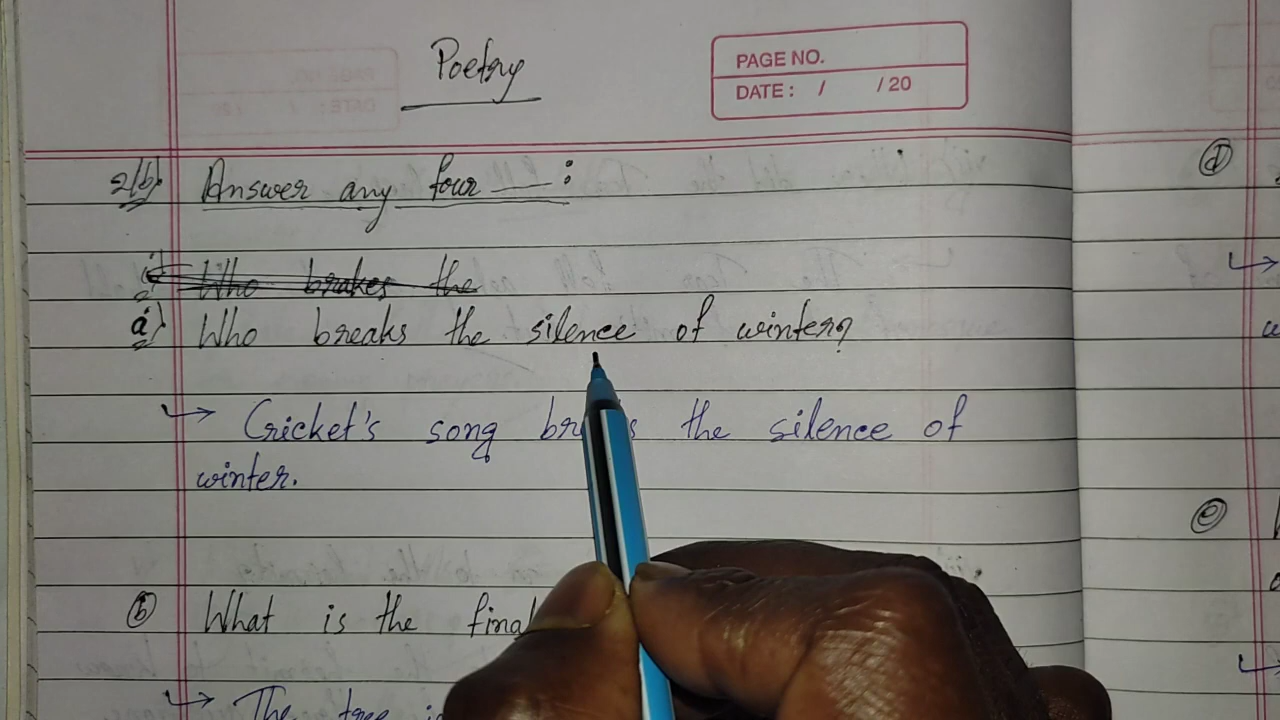 Poetry
PAGE NO.
DATE: / /20
2(b) Answer any four — :
Who brakes the
a) Who breaks the silence of winter?
↳ Cricket's song the silence of
winter.
(b) What is the
↳ The tree
(d)
(e)